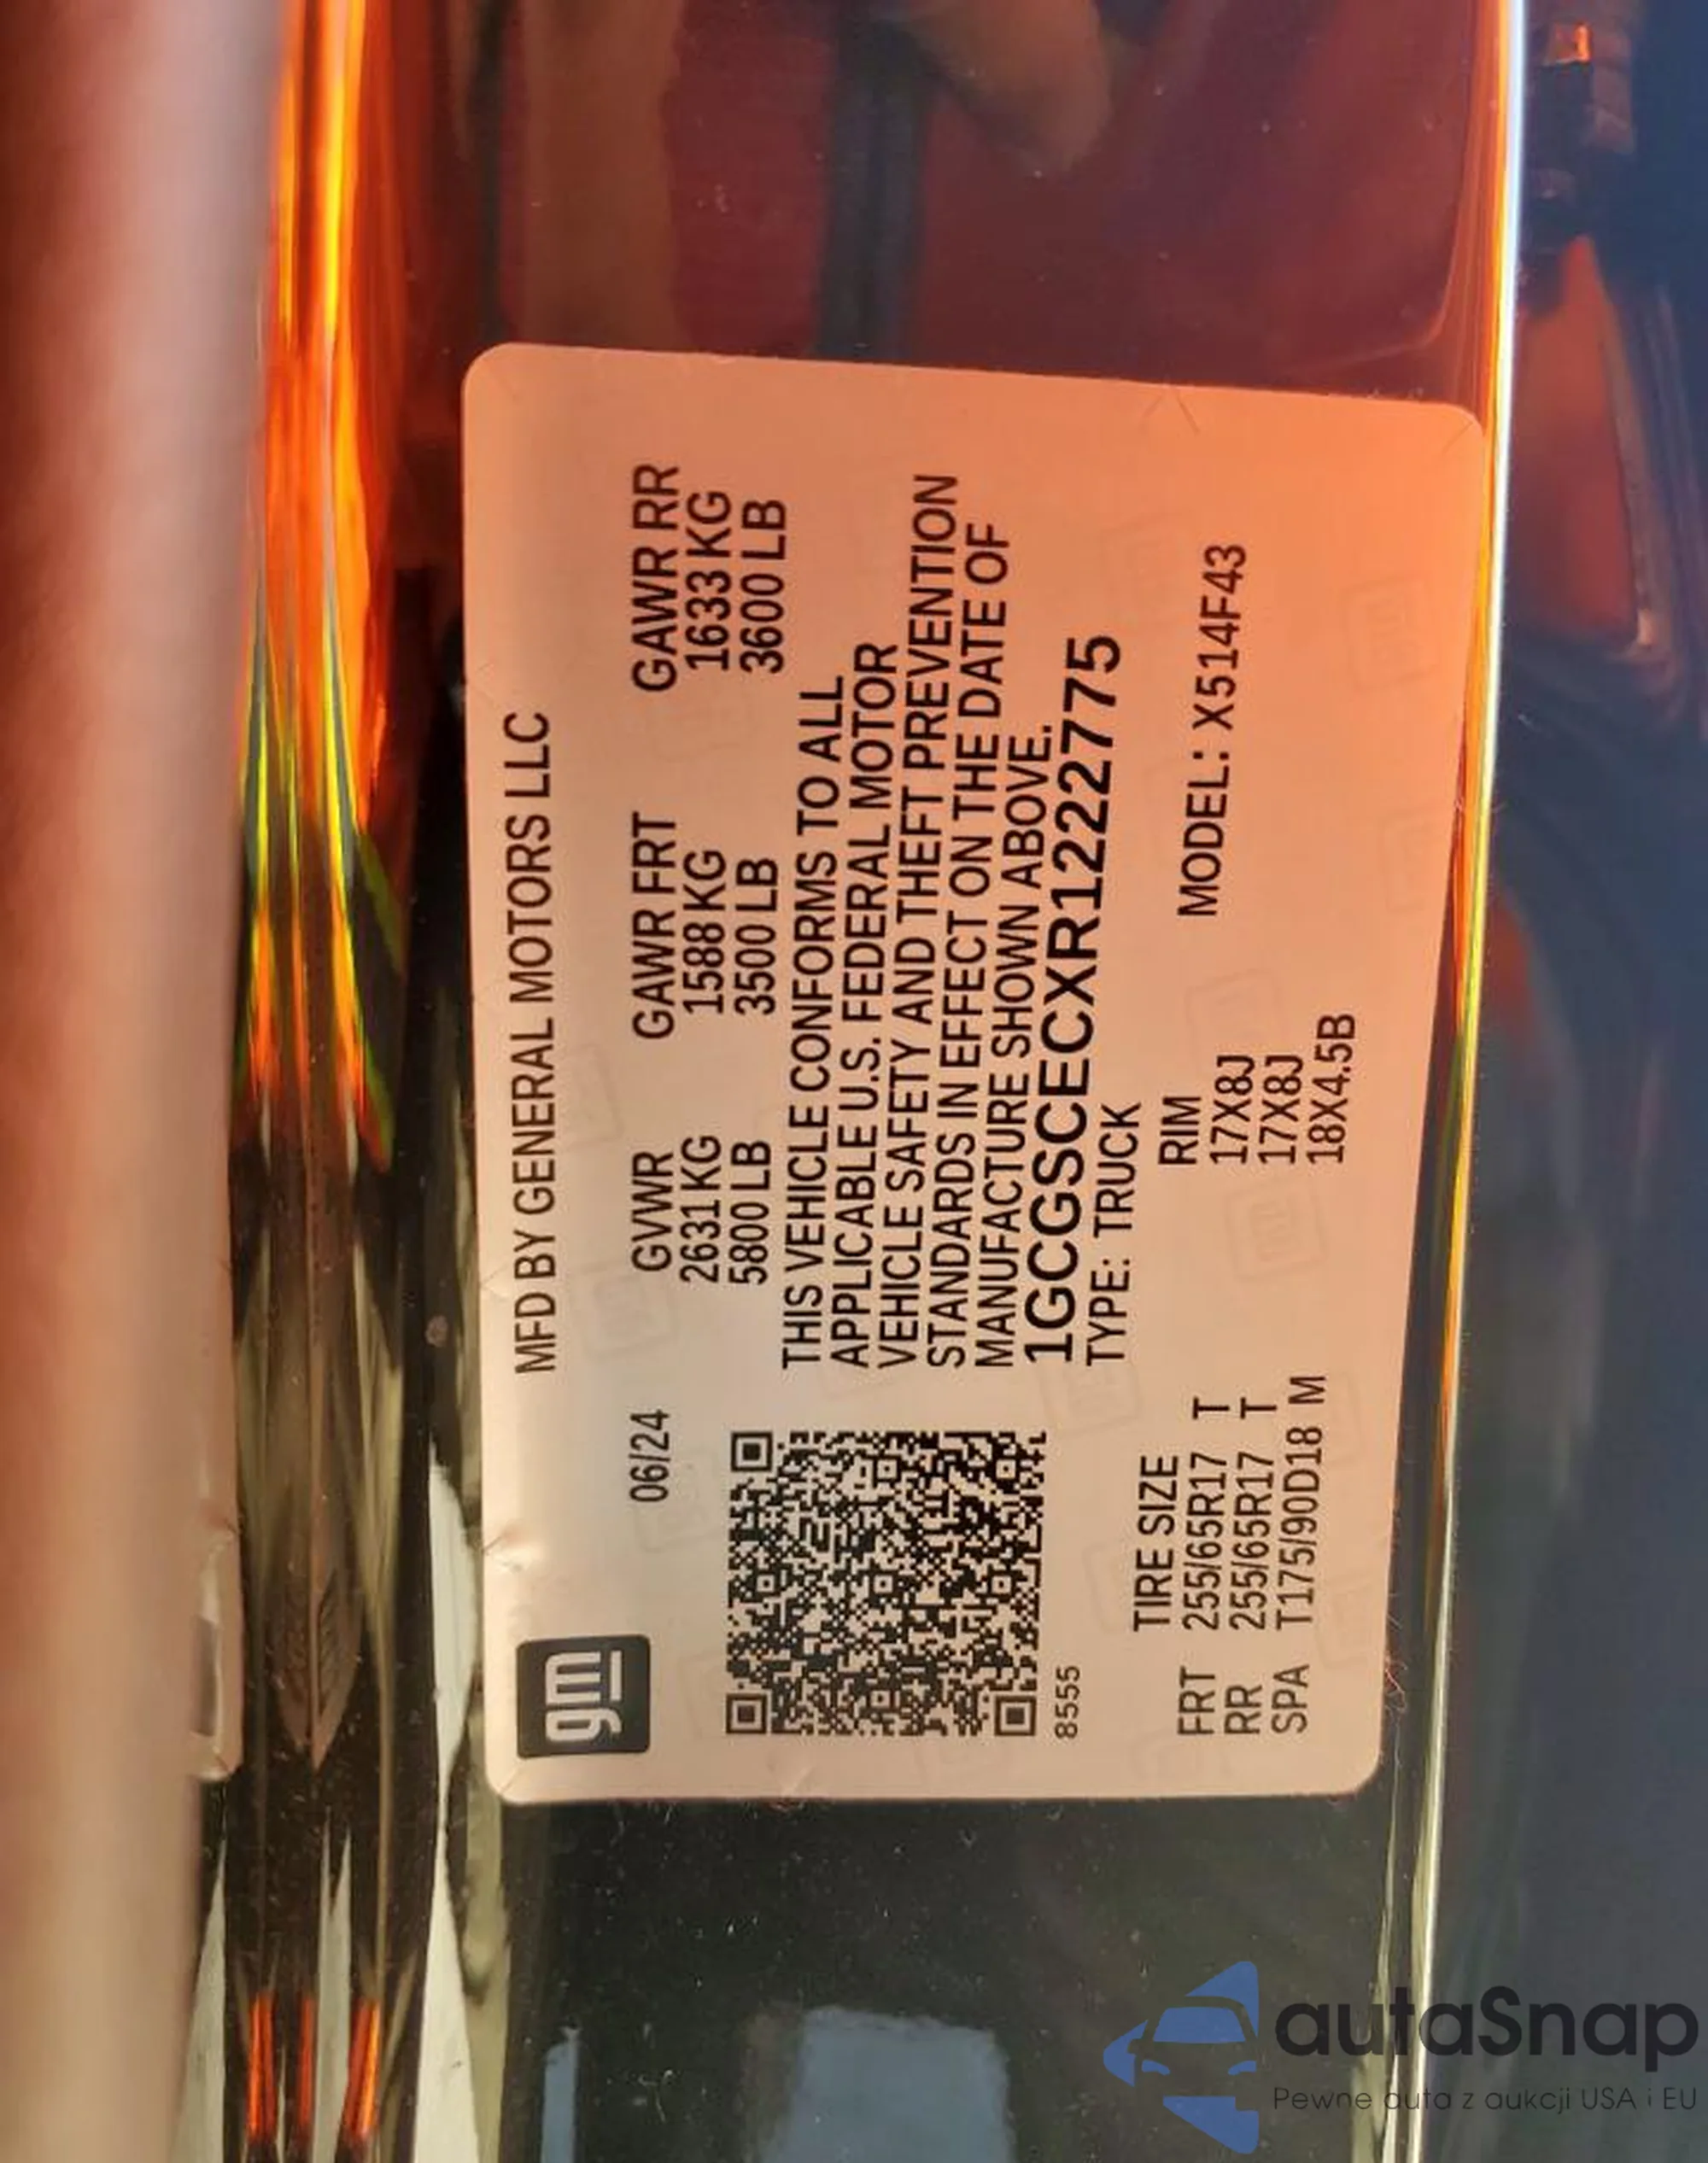 gm
MFD BY GENERAL MOTORS LLC
06/24
GVWR GAWR FRT GAWR RR
2631 KG 1588 KG 1633 KG
5800 LB 3500 LB 3600 LB
THIS VEHICLE CONFORMS TO ALL
APPLICABLE U.S. FEDERAL MOTOR
VEHICLE SAFETY AND THEFT PREVENTION
STANDARDS IN EFFECT ON THE DATE OF
MANUFACTURE SHOWN ABOVE.
1GCGSCECXR1222775
8555
TYPE: TRUCK
TIRE SIZE RIM MODEL: X514F43
FRT 255/65R17 T 17X8J
RR 255/65R17 T 17X8J
SPA T175/90D18 M 18X4.5B
autaSnap
Pewne auta z aukcji USA i EU